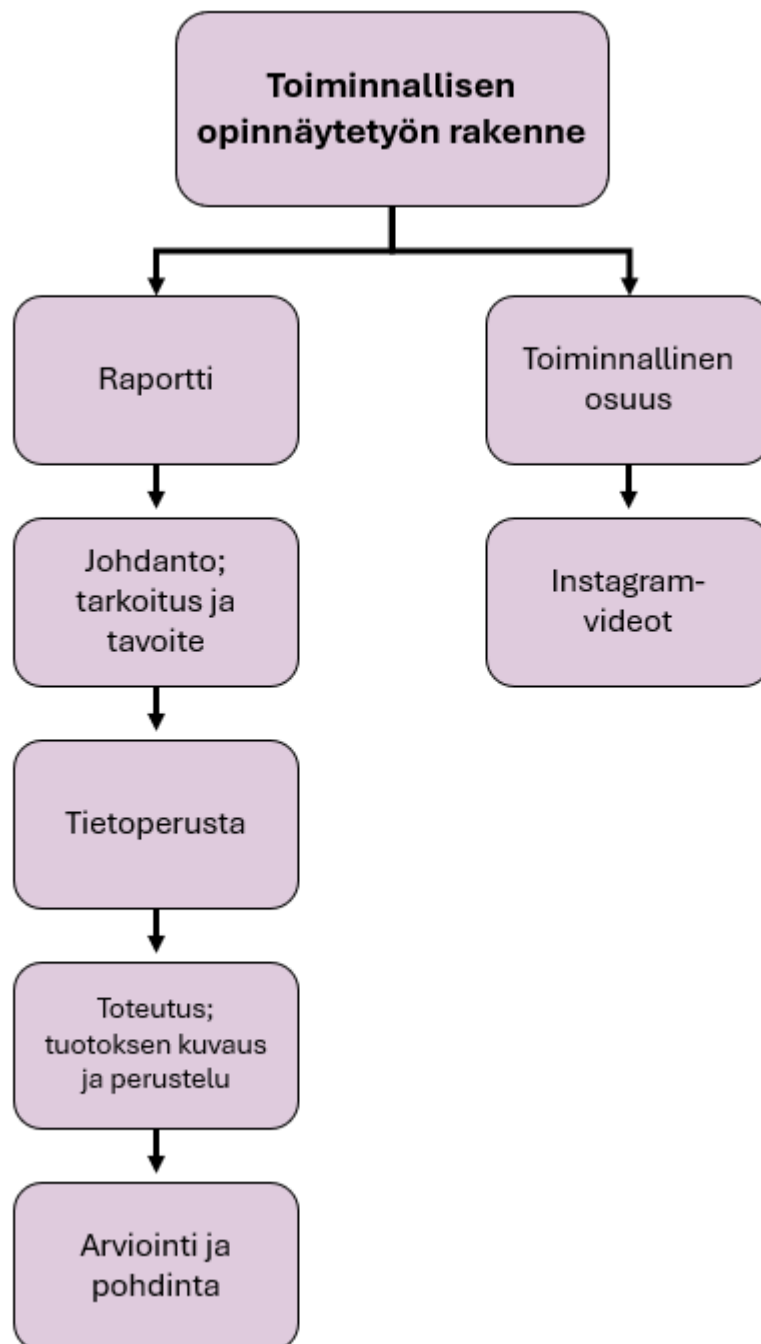 Toiminnallisen
opinnäytetyön rakenne
Raportti
Toiminnallinen
osuus
Johdanto;
tarkoitus ja
tavoite
Instagram-
videot
Tietoperusta
Toteutus;
tuotoksen kuvaus
ja perustelu
Arviointi ja
pohdinta